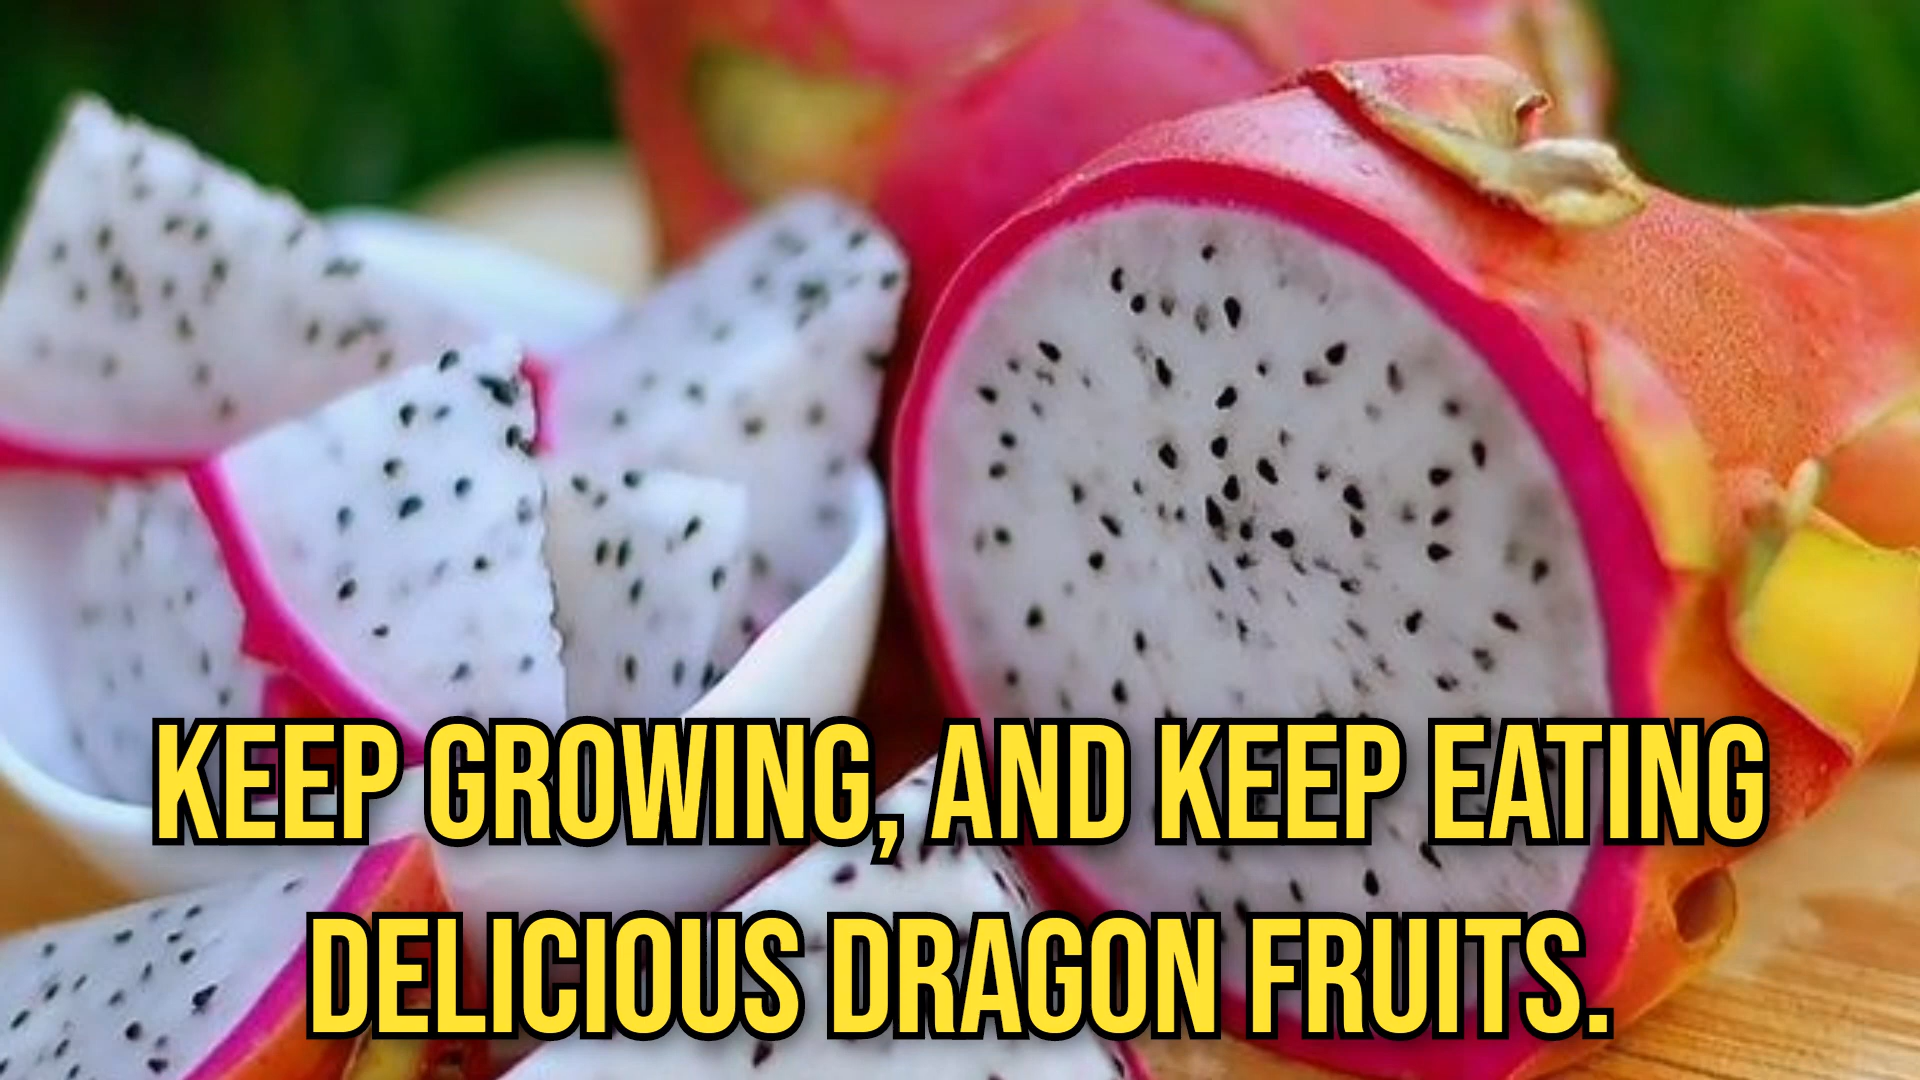 KEEP GROWING, AND KEEP EATING
DELICIOUS DRAGON FRUITS.